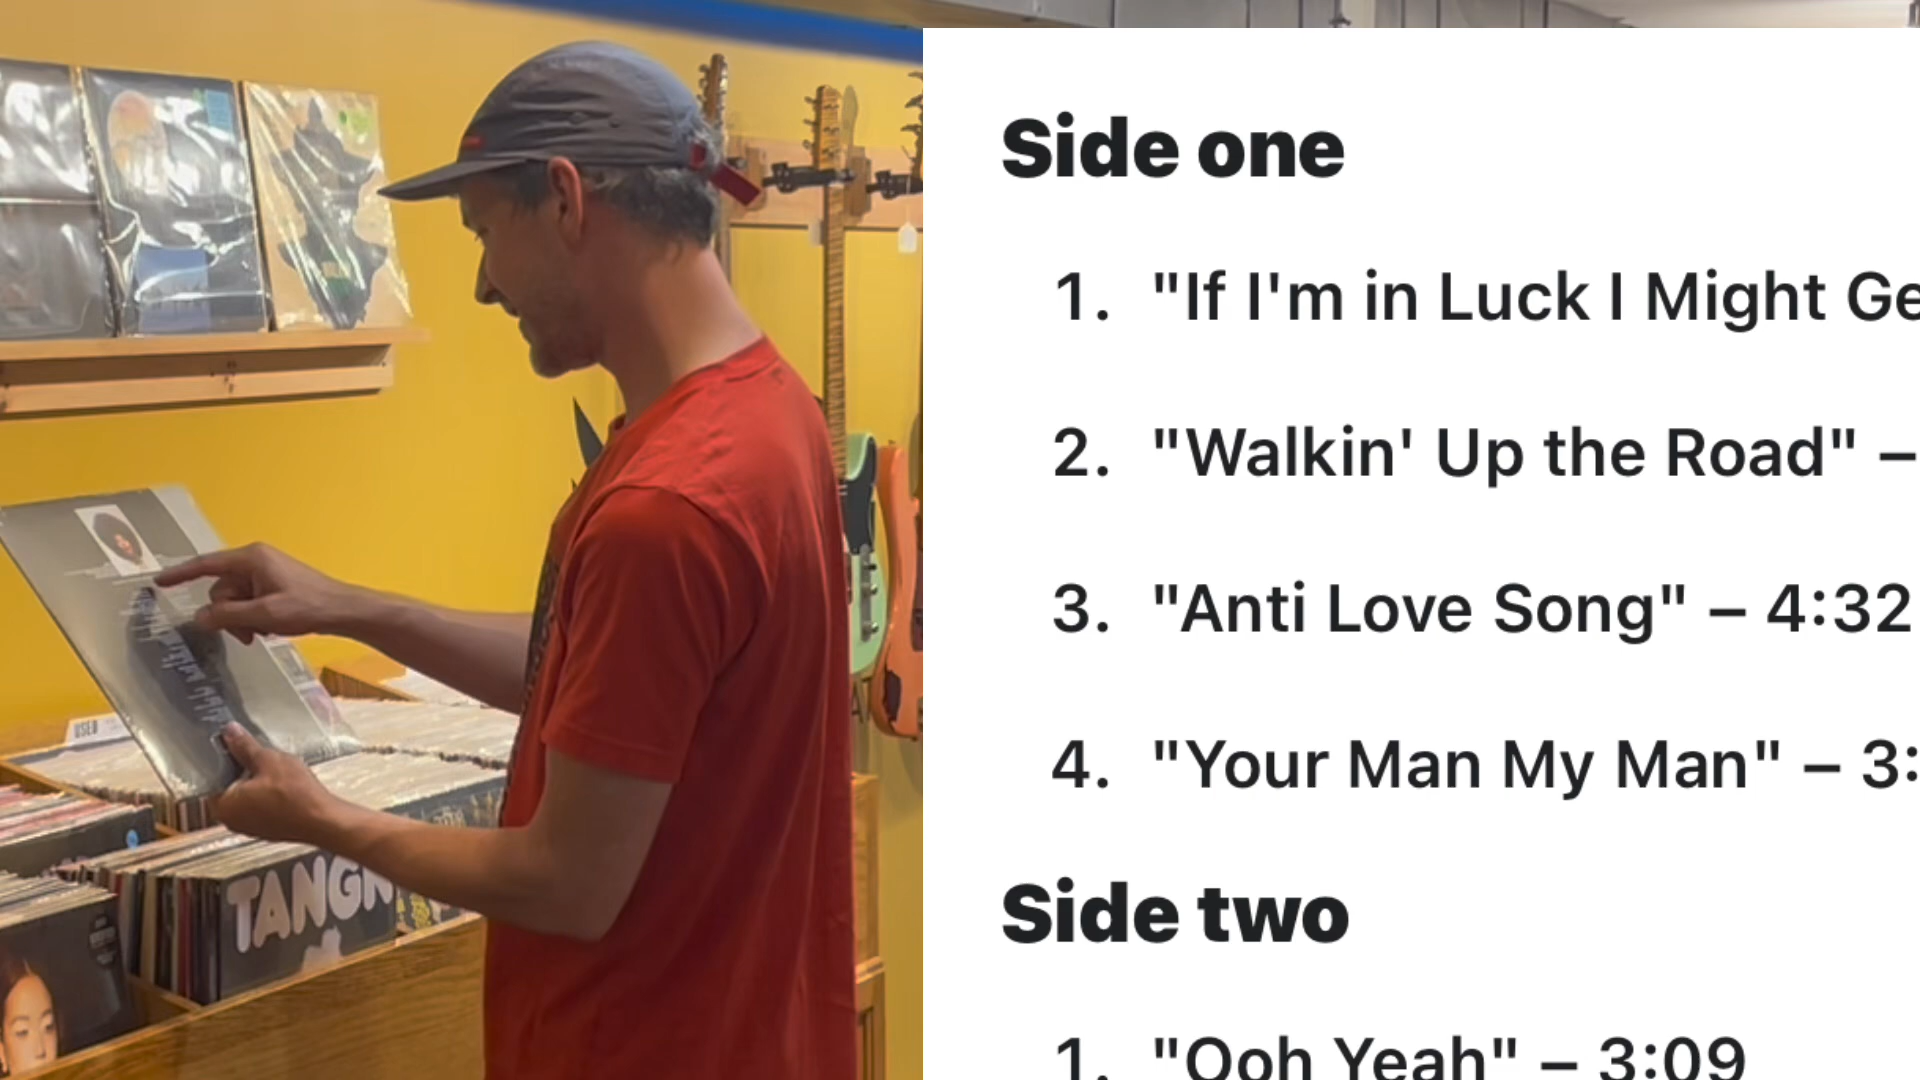 USED
TANG
Side one
1. "If I'm in Luck I Might Ge
2. "Walkin' Up the Road" –
3. "Anti Love Song" – 4:32
4. "Your Man My Man" – 3:
Side two
1. "Ooh Yeah" – 3:09